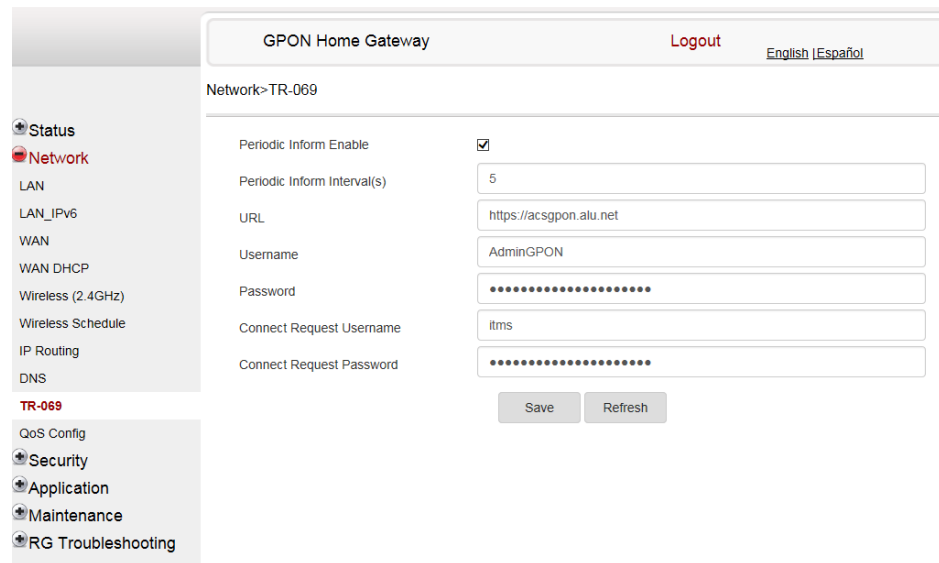 GPON Home Gateway
Logout
English |Español
Network>TR-069
Status
Network
LAN
LAN_IPv6
WAN
WAN DHCP
Wireless (2.4GHz)
Wireless Schedule
IP Routing
DNS
TR-069
QoS Config
Security
Application
Maintenance
RG Troubleshooting
Periodic Inform Enable
Periodic Inform Interval(s)
5
URL
https://acsgpon.alu.net
Username
AdminGPON
Password
●●●●●●●●●●●●●●●●●●●●●
Connect Request Username
itms
Connect Request Password
●●●●●●●●●●●●●●●●●●●●●
Save
Refresh